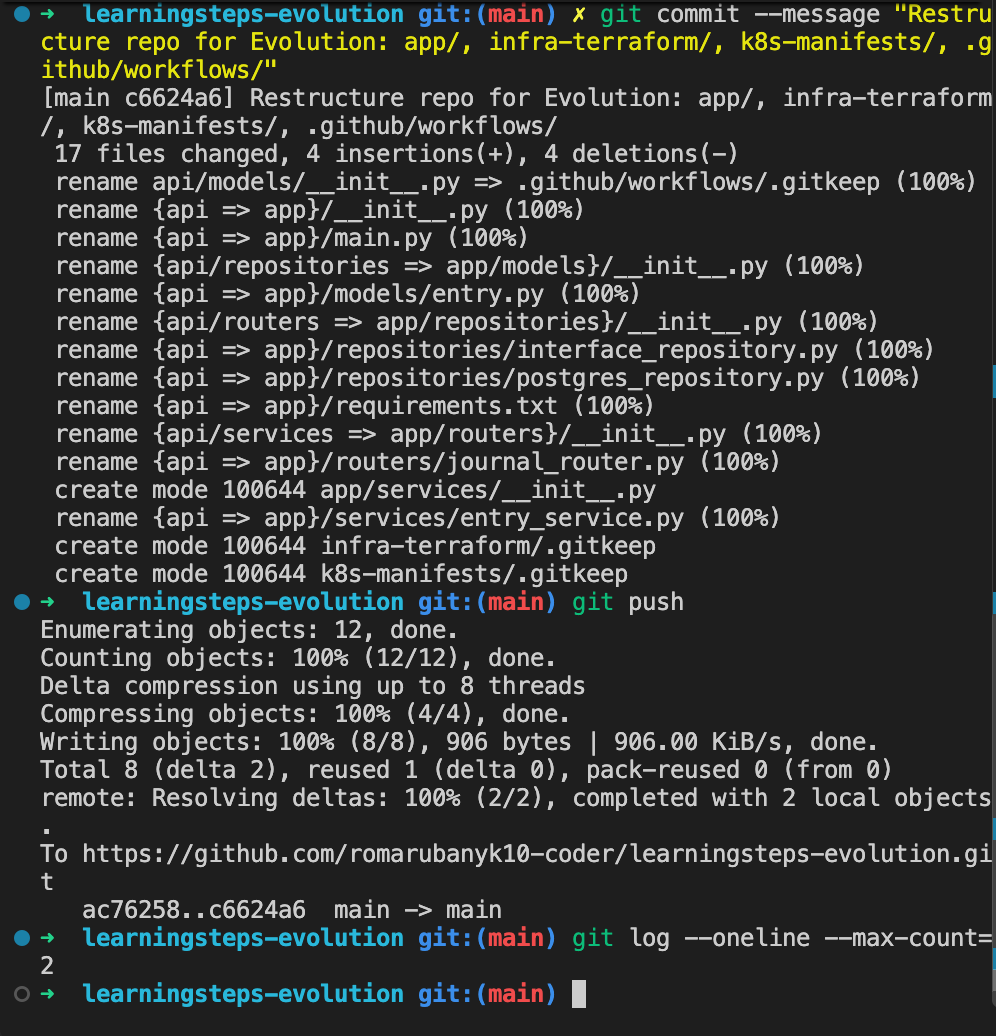 → learningsteps-evolution git:(main) ✗ git commit --message "Restru
cture repo for Evolution: app/, infra-terraform/, k8s-manifests/, .g
ithub/workflows/"
[main c6624a6] Restructure repo for Evolution: app/, infra-terraform
/, k8s-manifests/, .github/workflows/
17 files changed, 4 insertions(+), 4 deletions(-)
rename api/models/__init__.py => .github/workflows/.gitkeep (100%)
rename {api => app}/__init__.py (100%)
rename {api => app}/main.py (100%)
rename {api/repositories => app/models}/__init__.py (100%)
rename {api => app}/models/entry.py (100%)
rename {api/routers => app/repositories}/__init__.py (100%)
rename {api => app}/repositories/interface_repository.py (100%)
rename {api => app}/repositories/postgres_repository.py (100%)
rename {api => app}/requirements.txt (100%)
rename {api/services => app/routers}/__init__.py (100%)
rename {api => app}/routers/journal_router.py (100%)
create mode 100644 app/services/__init__.py
rename {api => app}/services/entry_service.py (100%)
create mode 100644 infra-terraform/.gitkeep
create mode 100644 k8s-manifests/.gitkeep
→ learningsteps-evolution git:(main) git push
Enumerating objects: 12, done.
Counting objects: 100% (12/12), done.
Delta compression using up to 8 threads
Compressing objects: 100% (4/4), done.
Writing objects: 100% (8/8), 906 bytes | 906.00 KiB/s, done.
Total 8 (delta 2), reused 1 (delta 0), pack-reused 0 (from 0)
remote: Resolving deltas: 100% (2/2), completed with 2 local objects
.
To https://github.com/romarubanyk10-coder/learningsteps-evolution.gi
t
ac76258..c6624a6 main -> main
→ learningsteps-evolution git:(main) git log --oneline --max-count=
2
→ learningsteps-evolution git:(main)